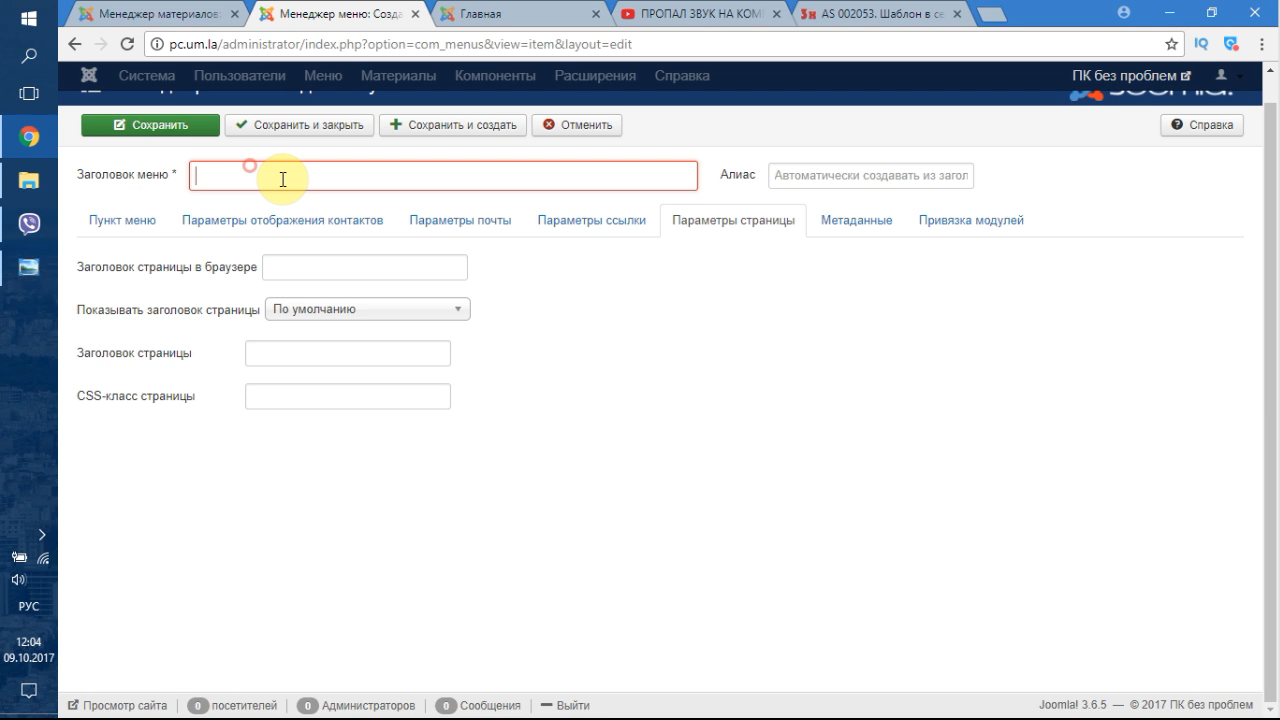 Менеджер материалов:
Менеджер меню: Созда
Главная
ПРОПАЛ ЗВУК НА КОМП
AS 002053. Шаблон в се
pc.um.la/administrator/index.php?option=com_menus&view=item&layout=edit
IQ
Система Пользователи Меню Материалы Компоненты Расширения Справка
ПК без проблем
Сохранить
Сохранить и закрыть
Сохранить и создать
Отменить
Справка
Заголовок меню *
Алиас
Автоматически создавать из загол
Пункт меню
Параметры отображения контактов
Параметры почты
Параметры ссылки
Параметры страницы
Метаданные
Привязка модулей
Заголовок страницы в браузере
Показывать заголовок страницы
По умолчанию
Заголовок страницы
CSS-класс страницы
РУС
12:04
09.10.2017
Просмотр сайта
0 посетителей
0 Администраторов
Сообщения
Выйти
Joomla! 3.6.5 — © 2017 ПК без проблем